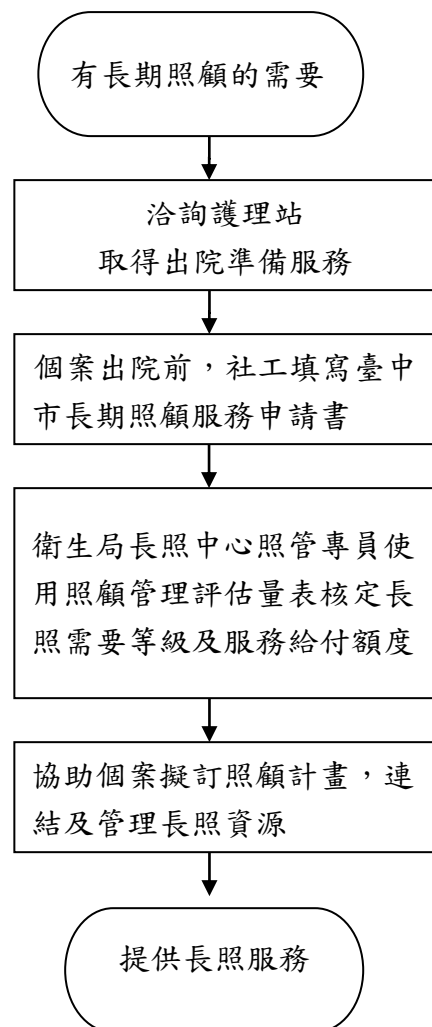 有長期照顧的需要
洽詢護理站
取得出院準備服務
個案出院前，社工填寫臺中
市長期照顧服務申請書
衛生局長照中心照管專員使
用照顧管理評估量表核定長
照需要等級及服務給付額度
協助個案擬訂照顧計畫，連
結及管理長照資源
提供長照服務